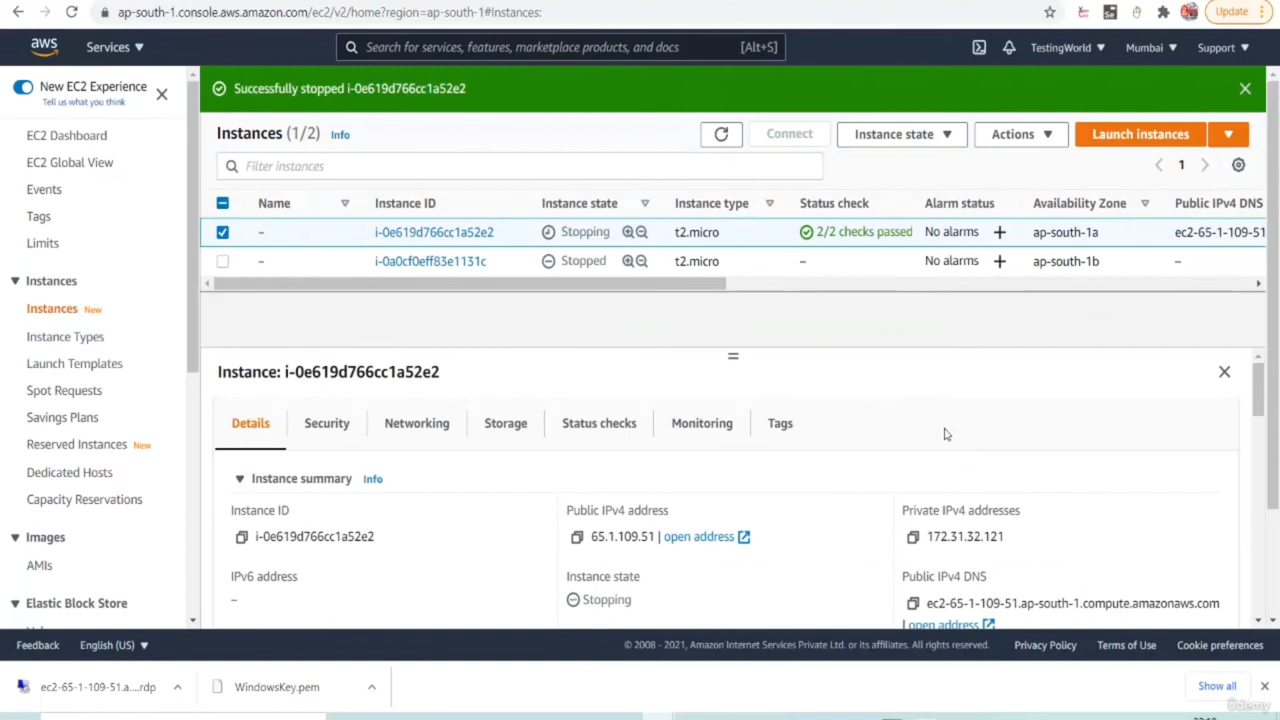 ap-south-1.console.aws.amazon.com/ec2/v2/home?region=ap-south-1#Instances:
Update
aws
Services
Search for services, features, marketplace products, and docs
[Alt+S]
TestingWorld
Mumbai
Support
New EC2 Experience
Tell us what you think
Successfully stopped i-0e619d766cc1a52e2
EC2 Dashboard
EC2 Global View
Events
Tags
Limits
Instances
Instances New
Instance Types
Launch Templates
Spot Requests
Savings Plans
Reserved Instances New
Dedicated Hosts
Capacity Reservations
Images
AMIs
Elastic Block Store
Instances (1/2) Info
Connect
Instance state
Actions
Launch instances
Filter instances
1
Name Instance ID Instance state Instance type Status check Alarm status Availability Zone Public IPv4 DNS
– i-0e619d766cc1a52e2 Stopping t2.micro 2/2 checks passed No alarms + ap-south-1a ec2-65-1-109-51
– i-0a0cf0eff83e1131c Stopped t2.micro – No alarms + ap-south-1b –
Instance: i-0e619d766cc1a52e2
Details Security Networking Storage Status checks Monitoring Tags
Instance summary Info
Instance ID
i-0e619d766cc1a52e2
Public IPv4 address
65.1.109.51 | open address
Private IPv4 addresses
172.31.32.121
IPv6 address
–
Instance state
Stopping
Public IPv4 DNS
ec2-65-1-109-51.ap-south-1.compute.amazonaws.com
| open address
Feedback
English (US)
© 2008 - 2021, Amazon Internet Services Private Ltd. or its affiliates. All rights reserved.
Privacy Policy
Terms of Use
Cookie preferences
ec2-65-1-109-51.a....rdp
WindowsKey.pem
Show all
Udemy